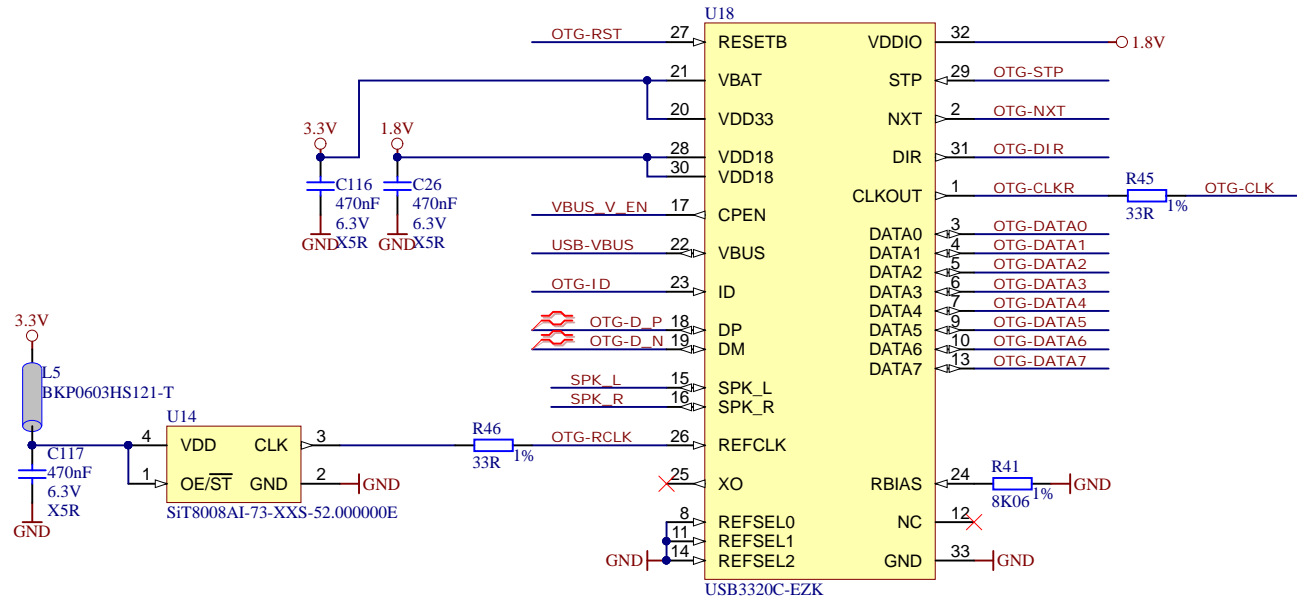 U18
OTG-RST
27
RESETB
VDDIO
32
1.8V
21
VBAT
STP
29
OTG-STP
20
VDD33
NXT
2
OTG-NXT
3.3V
1.8V
28
VDD18
DIR
31
OTG-DIR
30
VDD18
C116
470nF
6.3V
X5R
GND
C26
470nF
6.3V
X5R
GND
CLKOUT
1
OTG-CLKR
R45
33R
1%
OTG-CLK
VBUS_V_EN
17
CPEN
DATA0
3
OTG-DATA0
USB-VBUS
22
VBUS
DATA1
4
OTG-DATA1
DATA2
5
OTG-DATA2
OTG-ID
23
ID
DATA3
6
OTG-DATA3
DATA4
7
OTG-DATA4
OTG-D_P
18
DP
DATA5
9
OTG-DATA5
OTG-D_N
19
DM
DATA6
10
OTG-DATA6
DATA7
13
OTG-DATA7
3.3V
L5
BKP0603HS121-T
SPK_L
15
SPK_L
SPK_R
16
SPK_R
U14
4
VDD
CLK
3
R46
33R
1%
OTG-RCLK
26
REFCLK
C117
470nF
6.3V
X5R
GND
1
OE/ST
GND
2
GND
SiT8008AI-73-XXS-52.000000E
25
XO
RBIAS
24
R41
8K06
1%
GND
8
REFSEL0
NC
12
11
REFSEL1
GND
14
REFSEL2
GND
33
GND
USB3320C-EZK